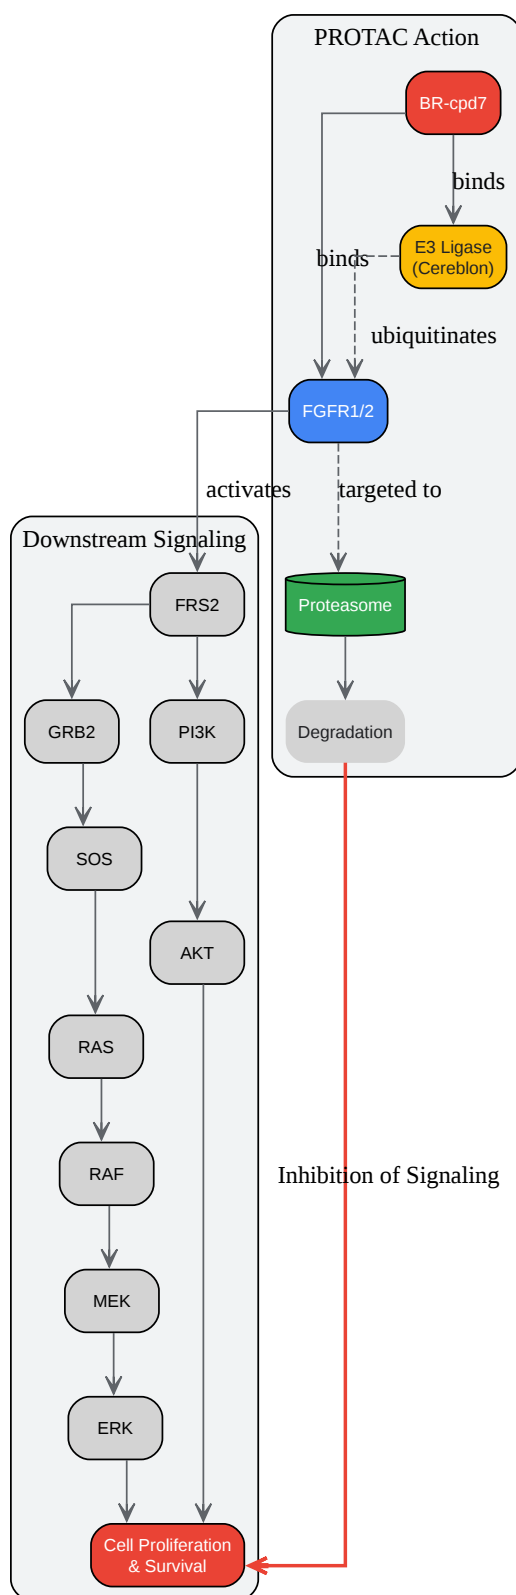 PROTAC Action
BR-cpd7
binds
E3 Ligase
(Cereblon)
binds
ubiquitinates
FGFR1/2
activates
targeted to
Downstream Signaling
FRS2
Proteasome
GRB2
PI3K
Degradation
SOS
AKT
RAS
RAF
Inhibition of Signaling
MEK
ERK
Cell Proliferation
& Survival